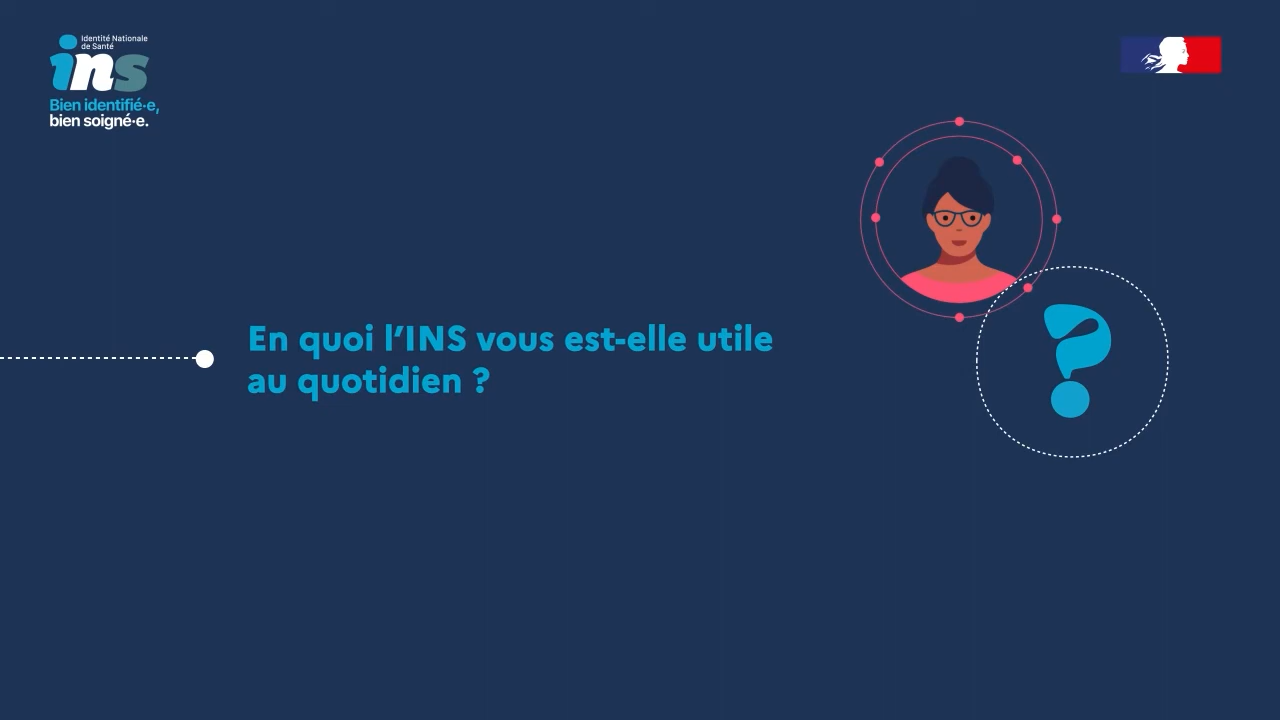 Identité Nationale
de Santé
ins
Bien identifié·e,
bien soigné·e.
En quoi l’INS vous est-elle utile
au quotidien ?
?